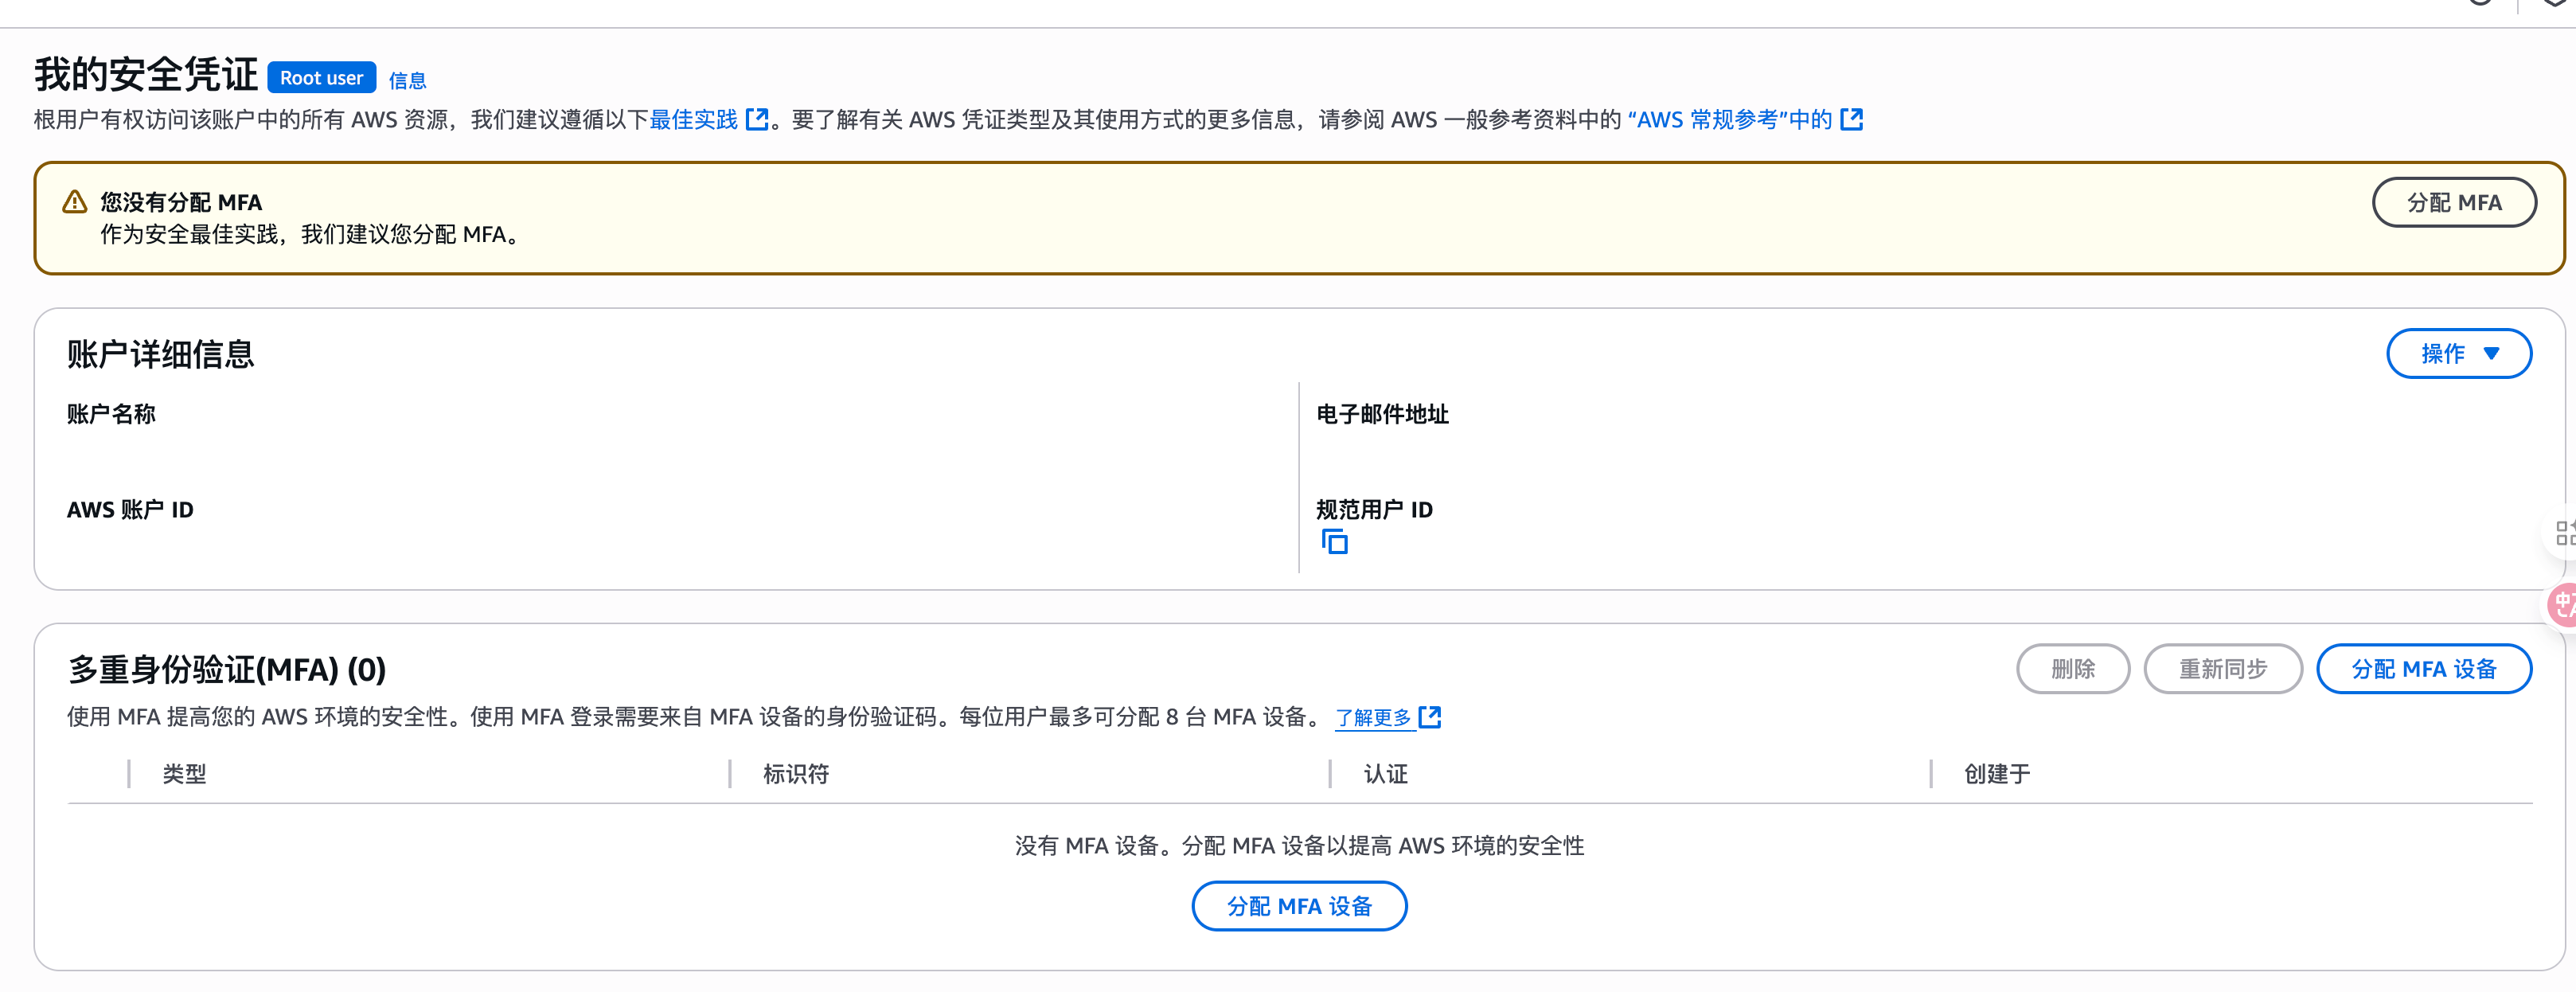 我的安全凭证 Root user 信息
根用户有权访问该账户中的所有 AWS 资源，我们建议遵循以下最佳实践。要了解有关 AWS 凭证类型及其使用方式的更多信息，请参阅 AWS 一般参考资料中的 “AWS 常规参考”中的
您没有分配 MFA
作为安全最佳实践，我们建议您分配 MFA。
分配 MFA
账户详细信息
操作
账户名称
电子邮件地址
AWS 账户 ID
规范用户 ID
多重身份验证(MFA) (0)
删除
重新同步
分配 MFA 设备
使用 MFA 提高您的 AWS 环境的安全性。使用 MFA 登录需要来自 MFA 设备的身份验证码。每位用户最多可分配 8 台 MFA 设备。 了解更多
类型
标识符
认证
创建于
没有 MFA 设备。分配 MFA 设备以提高 AWS 环境的安全性
分配 MFA 设备